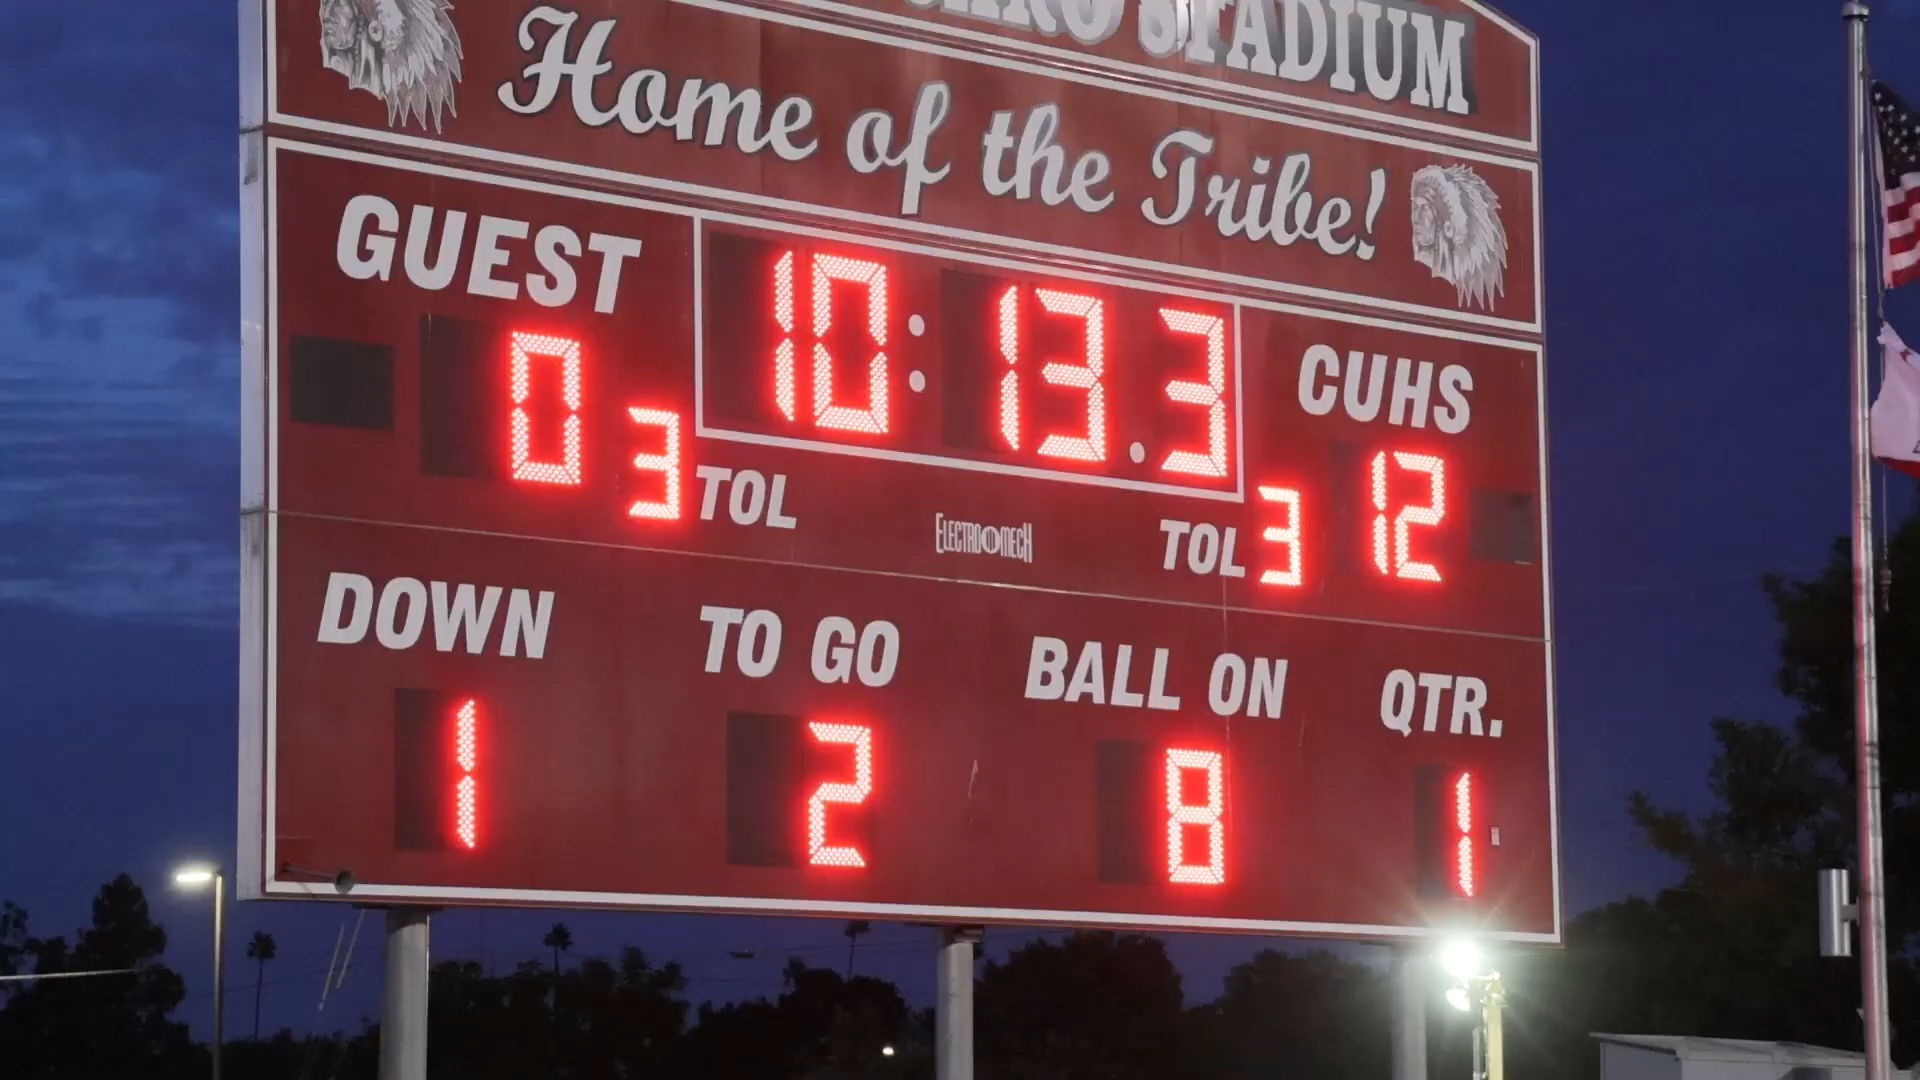 STADIUM
Home of the Tribe!
GUEST
10:13.3
CUHS
0
3 TOL
TOL 3
12
ELECTRO-MECH
DOWN
TO GO
BALL ON
QTR.
1
2
8
1